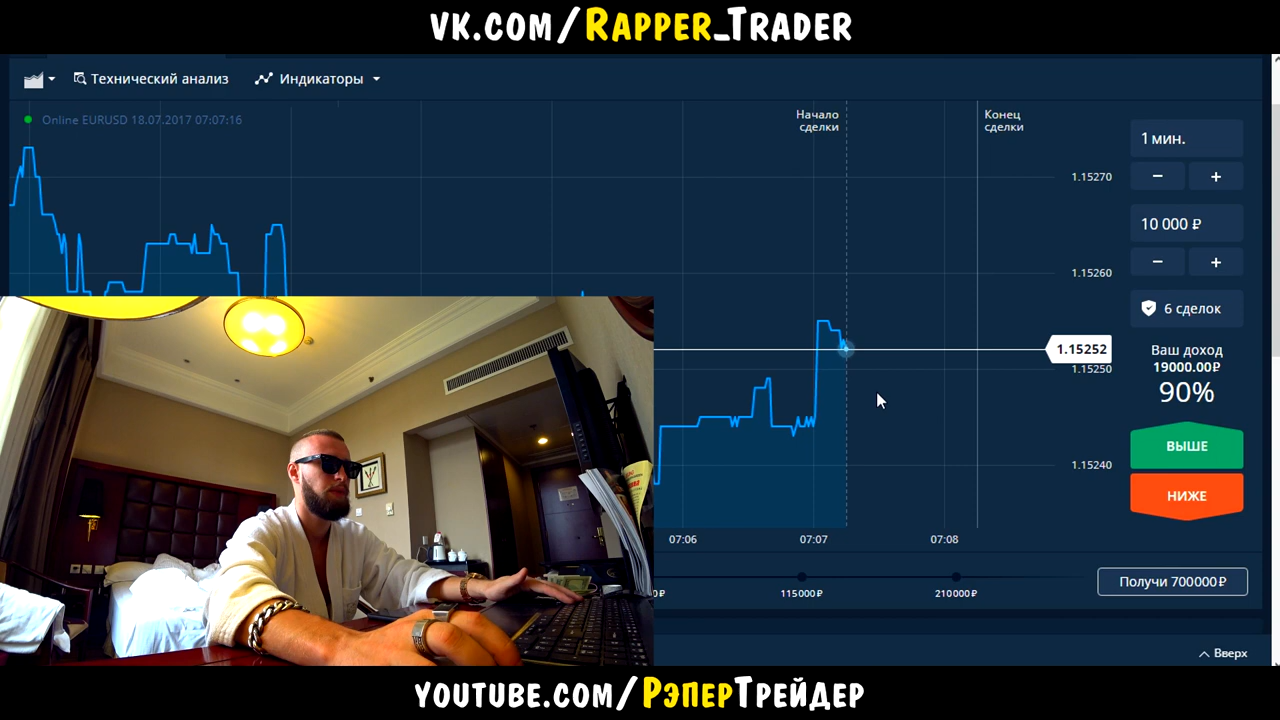 vk.com/Rapper_Trader
Технический анализ
Индикаторы
Online EURUSD 18.07.2017 07:07:16
Начало
сделки
Конец
сделки
1.15270
1.15260
1.15252
1.15250
1.15240
07:06
07:07
07:08
1 мин.
− +
10 000 ₽
− +
6 сделок
Ваш доход
19000.00₽
90%
ВЫШЕ
НИЖЕ
115000₽
210000₽
Получи 700000₽
Вверх
youtube.com/РэперТрейдер